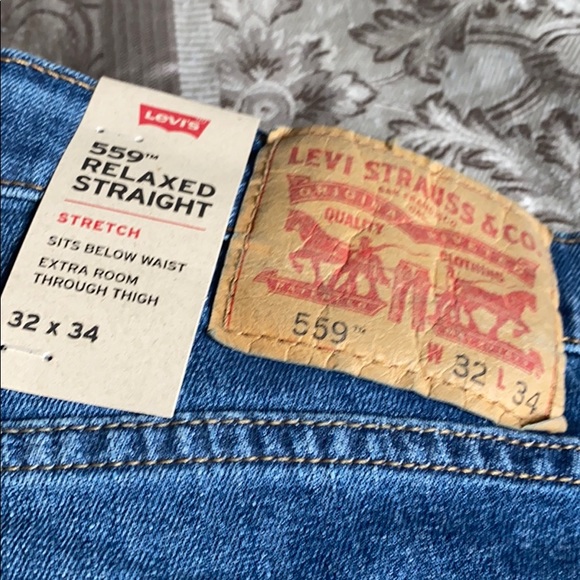 Levi's
559™
RELAXED
STRAIGHT
STRETCH
SITS BELOW WAIST
EXTRA ROOM
THROUGH THIGH
32 x 34
LEVI STRAUSS & CO.
QUALITY CLOTHING
559™
W 32 L 34